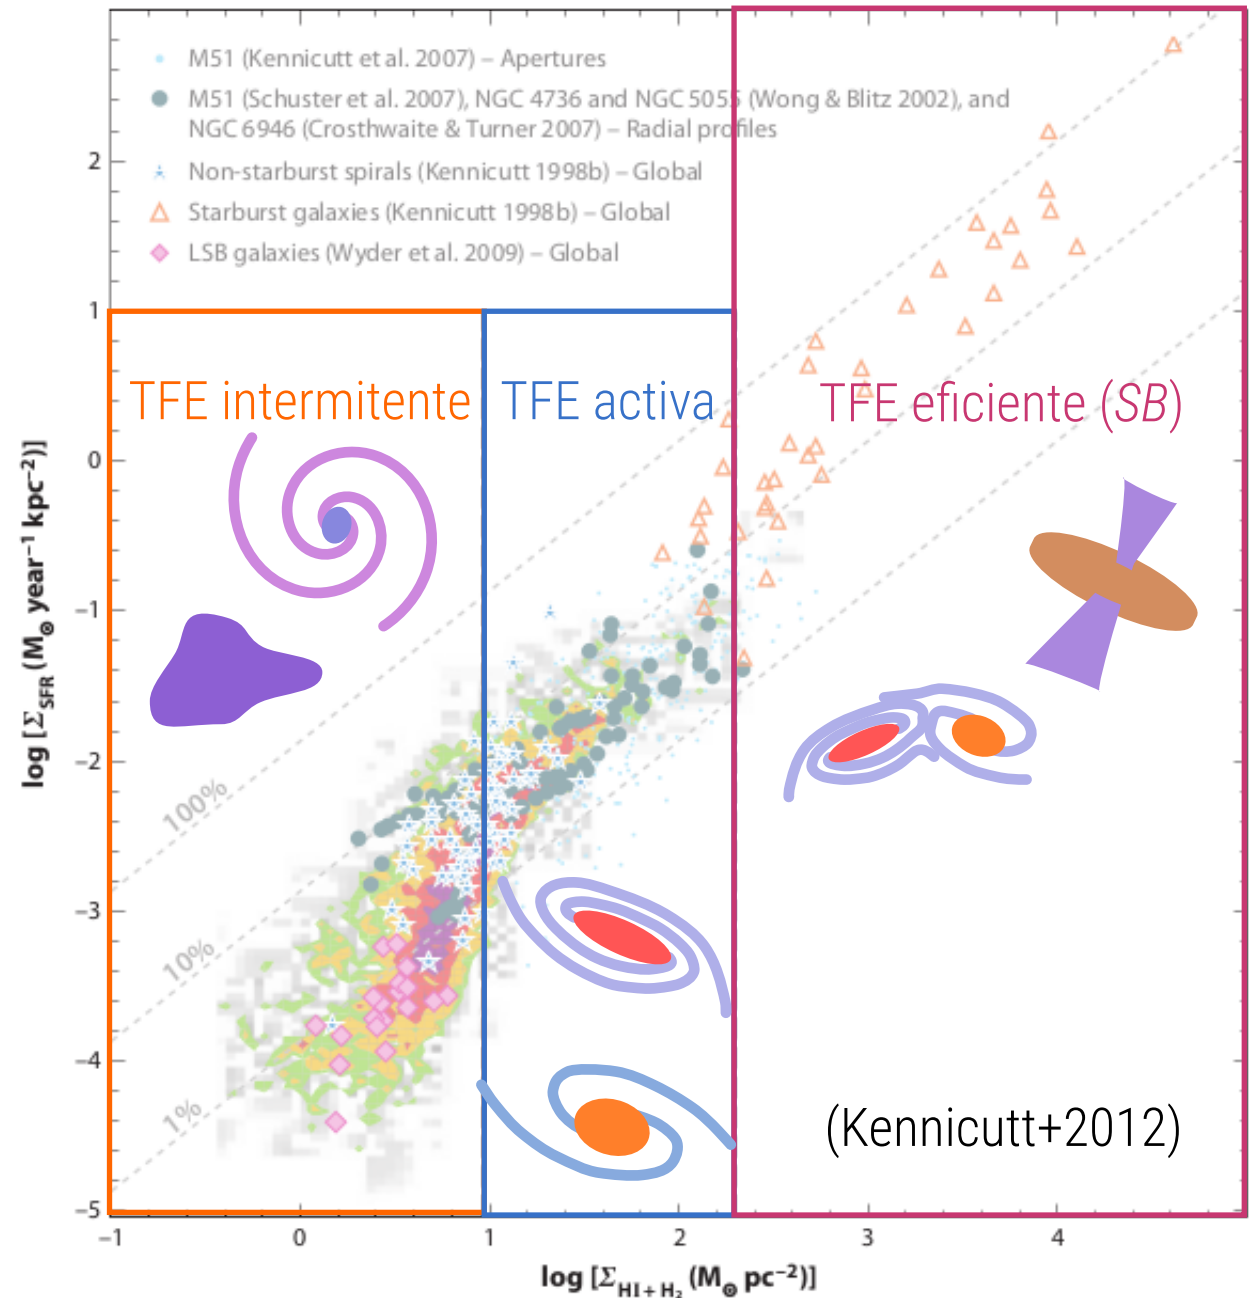 M51 (Kennicutt et al. 2007) – Apertures
M51 (Schuster et al. 2007), NGC 4736 and NGC 5055 (Wong & Blitz 2002), and
NGC 6946 (Crosthwaite & Turner 2007) – Radial profiles
Non-starburst spirals (Kennicutt 1998b) – Global
Starburst galaxies (Kennicutt 1998b) – Global
LSB galaxies (Wyder et al. 2009) – Global
TFE intermitente
TFE activa
TFE eficiente (SB)
100%
10%
1%
(Kennicutt+2012)
2
1
0
–1
–2
–3
–4
–5
–1
0
1
2
3
4
log [Σ_SFR (M⊙ year⁻¹ kpc⁻²)]
log [Σ_HI + H₂ (M⊙ pc⁻²)]